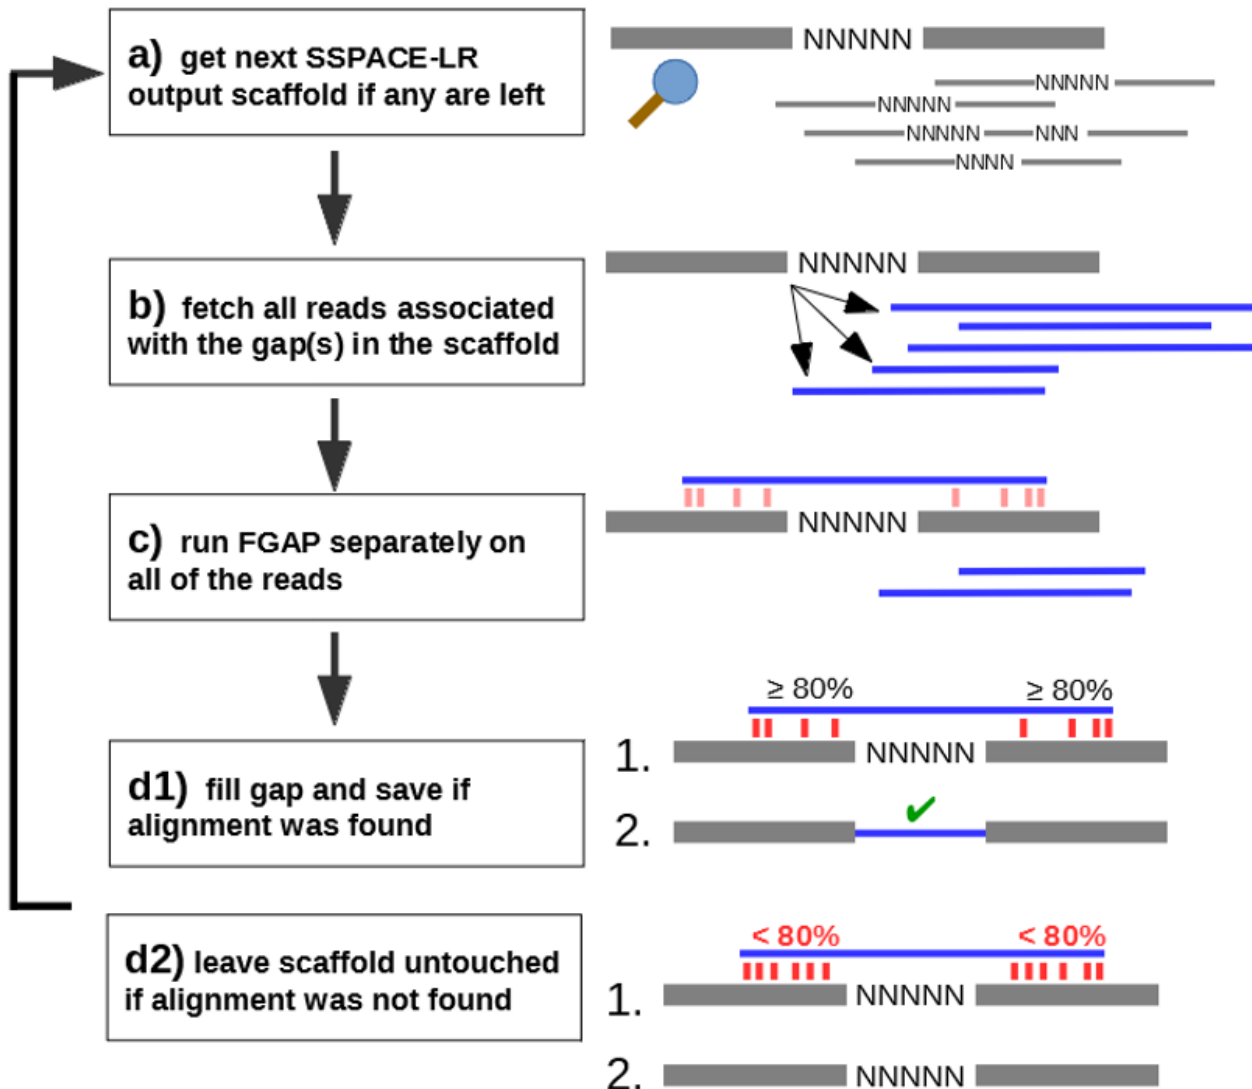 a) get next SSPACE-LR
output scaffold if any are left
NNNNN
NNNNN
NNNNN
NNNNN NNN
NNNN
b) fetch all reads associated
with the gap(s) in the scaffold
NNNNN
c) run FGAP separately on
all of the reads
NNNNN
d1) fill gap and save if
alignment was found
≥ 80% ≥ 80%
1. NNNNN
2. ✔
d2) leave scaffold untouched
if alignment was not found
< 80% < 80%
1. NNNNN
2. NNNNN